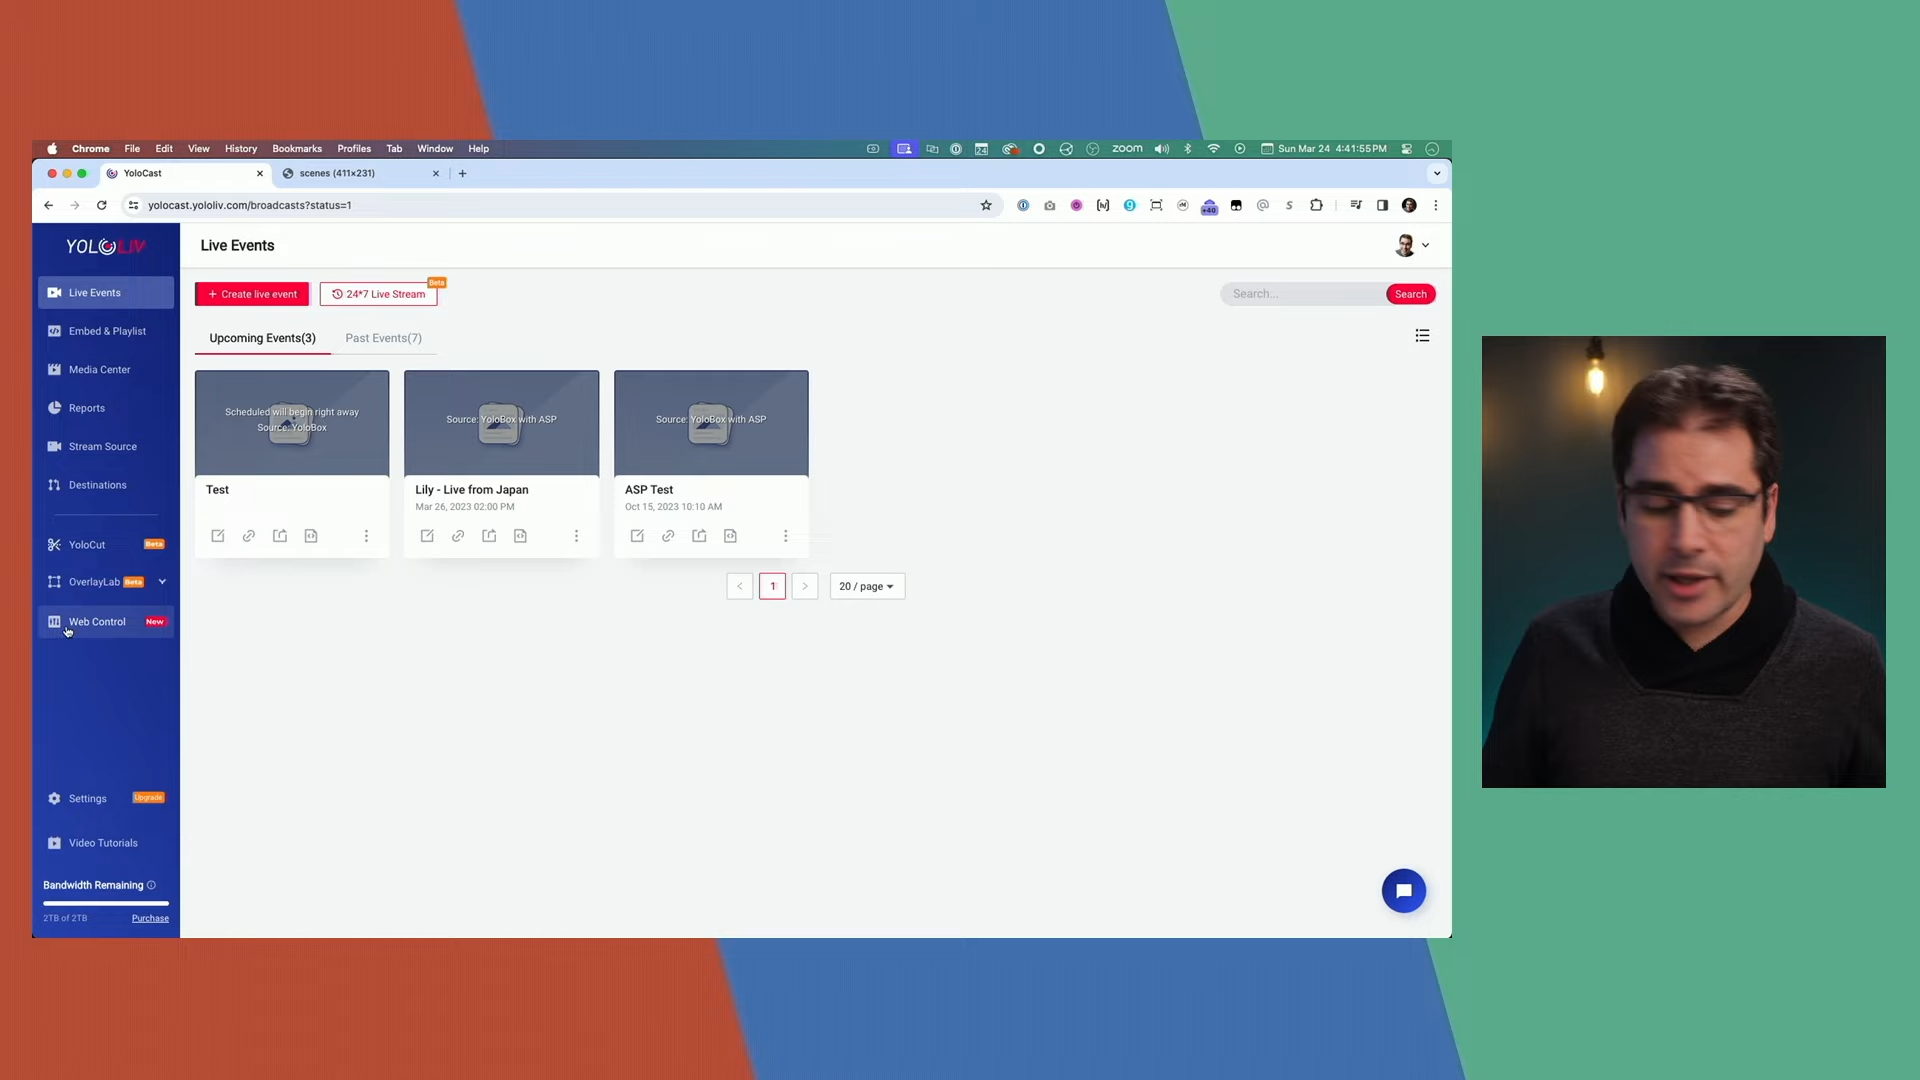 Chrome File Edit View History Bookmarks Profiles Tab Window Help
24 zoom Sun Mar 24 4:41:55 PM
YoloCast
scenes (411×231)
yolocast.yololiv.com/broadcasts?status=1
+40
YOLOLIV
Live Events
Live Events
Embed & Playlist
Media Center
Reports
Stream Source
Destinations
YoloCut Beta
OverlayLab Beta
Web Control New
Settings Upgrade
Video Tutorials
Bandwidth Remaining
2TB of 2TB Purchase
+ Create live event
24*7 Live Stream Beta
Search...
Search
Upcoming Events(3)
Past Events(7)
Scheduled will begin right away
Source: YoloBox
Test
Source: YoloBox with ASP
Lily - Live from Japan
Mar 26, 2023 02:00 PM
Source: YoloBox with ASP
ASP Test
Oct 15, 2023 10:10 AM
< 1 > 20 / page